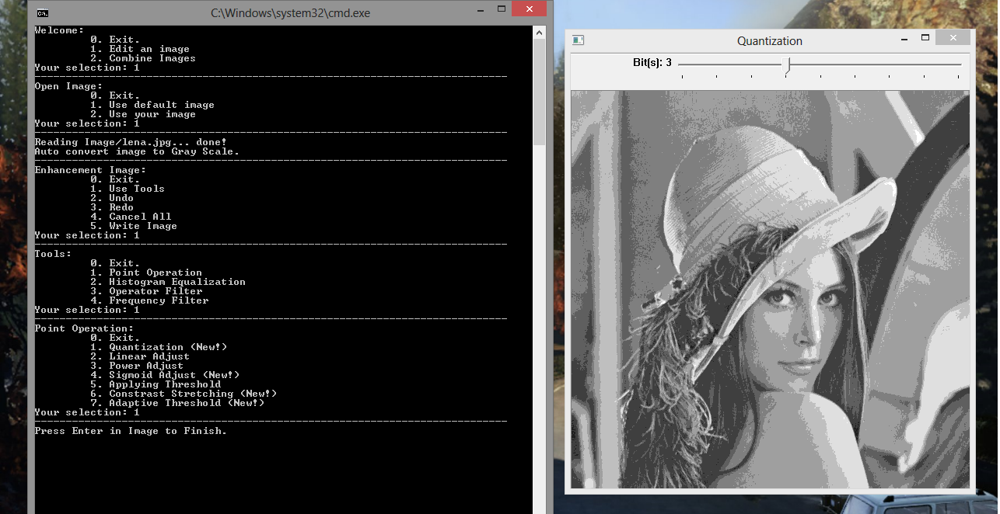 C:\Windows\system32\cmd.exe
Welcome:
0. Exit.
1. Edit an image
2. Combine Images
Your selection: 1
Open Image:
0. Exit.
1. Use default image
2. Use your image
Your selection: 1
Reading Image/lena.jpg... done!
Auto convert image to Gray Scale.
Enhancement Image:
0. Exit.
1. Use Tools
2. Undo
3. Redo
4. Cancel All
5. Write Image
Your selection: 1
Tools:
0. Exit.
1. Point Operation
2. Histogram Equalization
3. Operator Filter
4. Frequency Filter
Your selection: 1
Point Operation:
0. Exit.
1. Quantization (New!)
2. Linear Adjust
3. Power Adjust
4. Sigmoid Adjust (New!)
5. Applying Threshold
6. Constrast Stretching (New!)
7. Adaptive Threshold (New!)
Your selection: 1
Press Enter in Image to Finish.
Quantization
Bit(s): 3